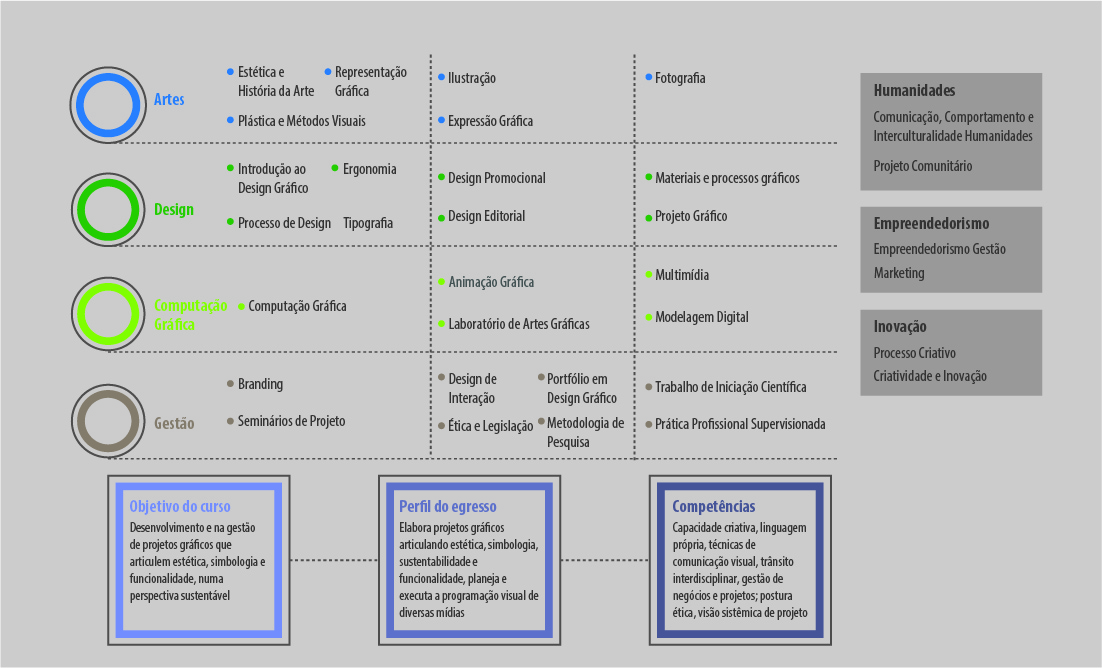 Artes
Estética e
História da Arte
Representação
Gráfica
Plástica e Métodos Visuais
Ilustração
Expressão Gráfica
Fotografia
Design
Introdução ao
Design Gráfico
Ergonomia
Processo de Design
Tipografia
Design Promocional
Design Editorial
Materiais e processos gráficos
Projeto Gráfico
Computação
Gráfica
Computação Gráfica
Animação Gráfica
Laboratório de Artes Gráficas
Multimídia
Modelagem Digital
Gestão
Branding
Seminários de Projeto
Design de
Interação
Portfólio em
Design Gráfico
Ética e Legislação
Metodologia de
Pesquisa
Trabalho de Iniciação Científica
Prática Profissional Supervisionada
Humanidades
Comunicação, Comportamento e
Interculturalidade Humanidades
Projeto Comunitário
Empreendedorismo
Empreendedorismo Gestão
Marketing
Inovação
Processo Criativo
Criatividade e Inovação
Objetivo do curso
Desenvolvimento e na gestão
de projetos gráficos que
articulem estética, simbologia e
funcionalidade, numa
perspectiva sustentável
Perfil do egresso
Elabora projetos gráficos
articulando estética, simbologia,
sustentabilidade e
funcionalidade, planeja e
executa a programação visual de
diversas mídias
Competências
Capacidade criativa, linguagem
própria, técnicas de
comunicação visual, trânsito
interdisciplinar, gestão de
negócios e projetos; postura
ética, visão sistêmica de projeto